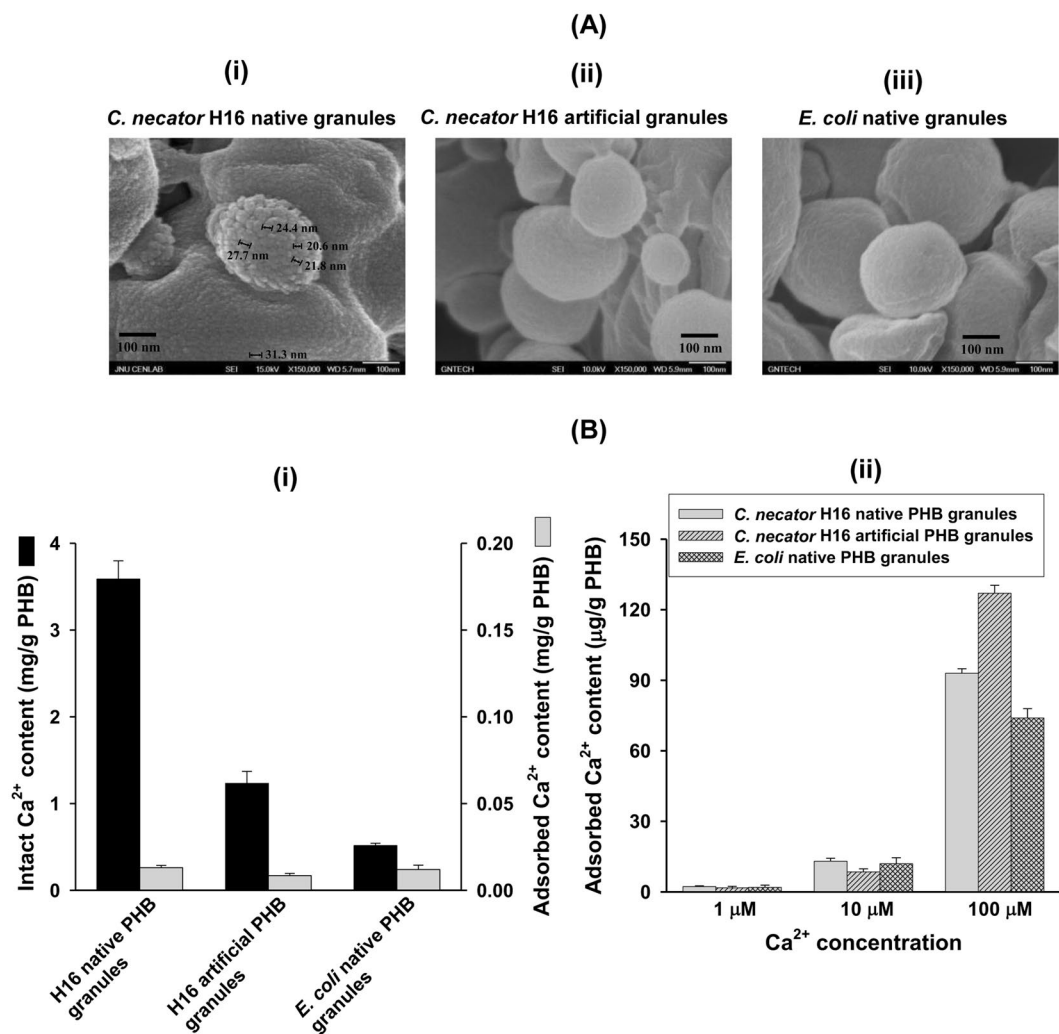 (A)
(i)
(ii)
(iii)
C. necator H16 native granules
C. necator H16 artificial granules
E. coli native granules
24.4 nm
20.6 nm
27.7 nm
21.8 nm
100 nm
31.3 nm
JNU CENLAB SEI 15.0kV X150,000 WD 5.7mm 100nm
100 nm
GNTECH SEI 10.0kV X150,000 WD 5.9mm 100nm
100 nm
GNTECH SEI 10.0kV X150,000 WD 5.9mm 100nm
(B)
(i)
Intact Ca²⁺ content (mg/g PHB)
4
3
2
1
0
0.20
0.15
0.10
0.05
0.00
Adsorbed Ca²⁺ content (mg/g PHB)
H16 native PHB
granules
H16 artificial PHB
granules
E. coli native PHB
granules
(ii)
C. necator H16 native PHB granules
C. necator H16 artificial PHB granules
E. coli native PHB granules
Adsorbed Ca²⁺ content (μg/g PHB)
150
120
90
60
30
0
1 μM
10 μM
100 μM
Ca²⁺ concentration